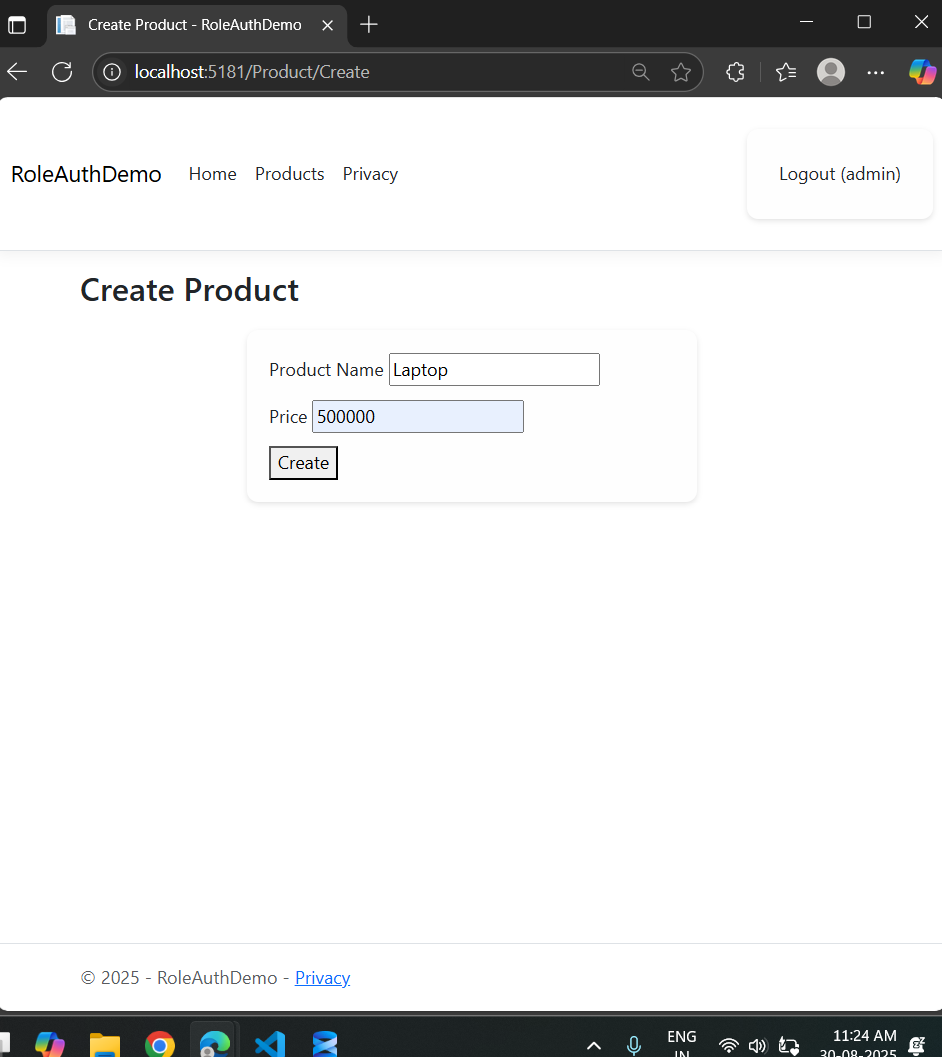 Create Product - RoleAuthDemo
localhost:5181/Product/Create
RoleAuthDemo Home Products Privacy Logout (admin)
Create Product
Product Name Laptop
Price 500000
Create
© 2025 - RoleAuthDemo - Privacy
ENG 11:24 AM
IN 30-08-2025